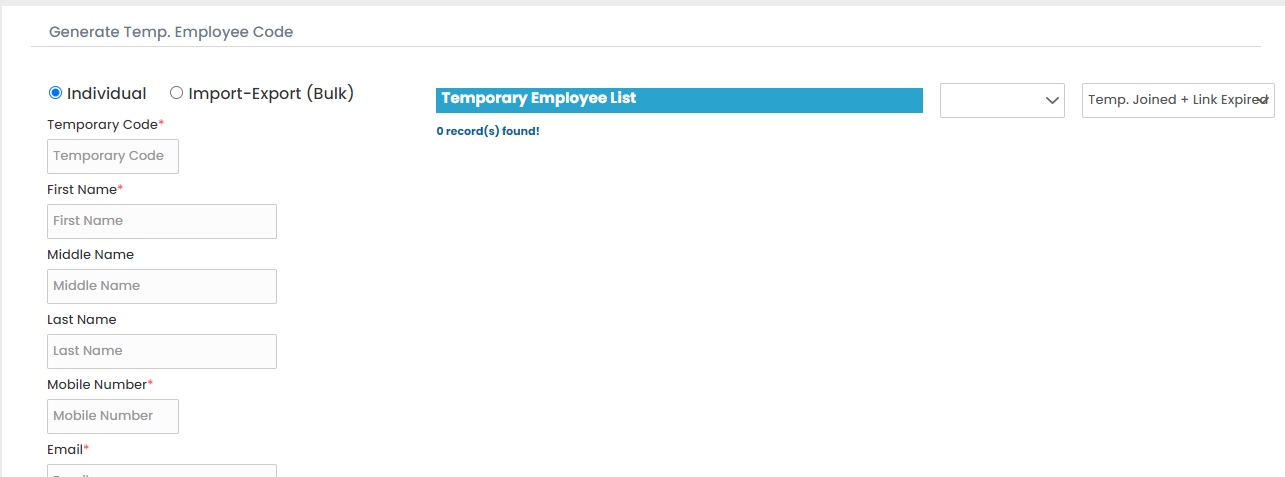 Generate Temp. Employee Code
Individual Import-Export (Bulk)
Temporary Employee List
Temp. Joined + Link Expired
0 record(s) found!
Temporary Code*
Temporary Code
First Name*
First Name
Middle Name
Middle Name
Last Name
Last Name
Mobile Number*
Mobile Number
Email*